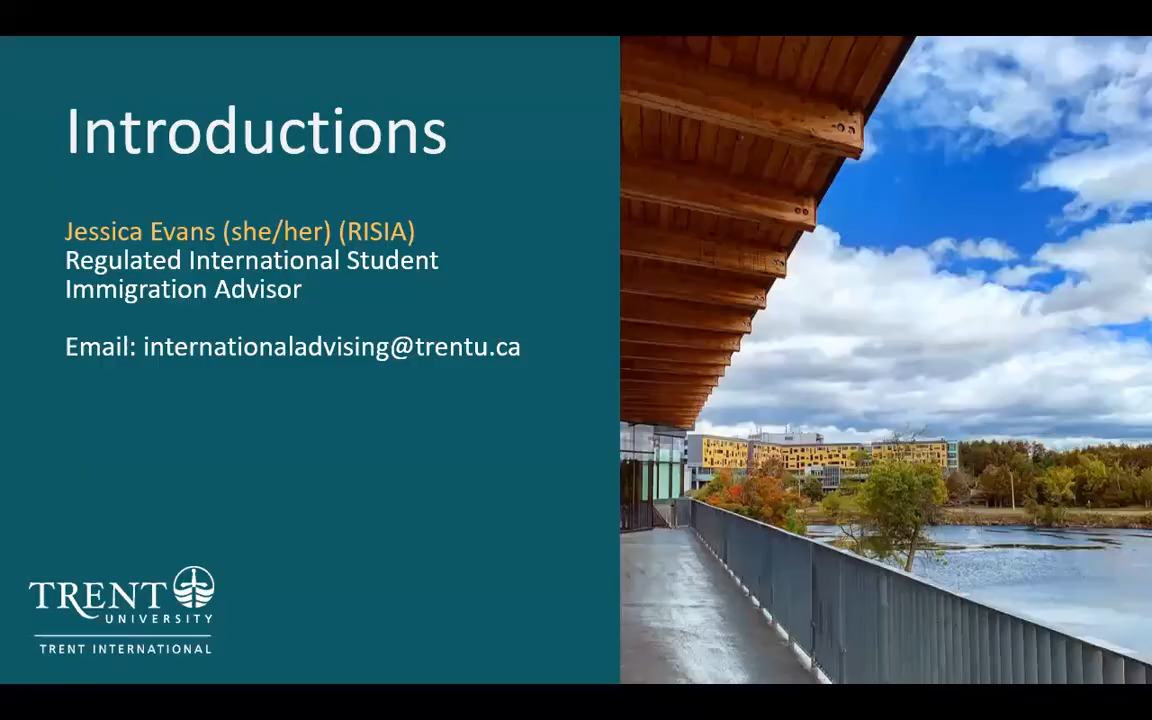 Introductions
Jessica Evans (she/her) (RISIA)
Regulated International Student
Immigration Advisor
Email: internationaladvising@trentu.ca
TRENT
UNIVERSITY
TRENT INTERNATIONAL